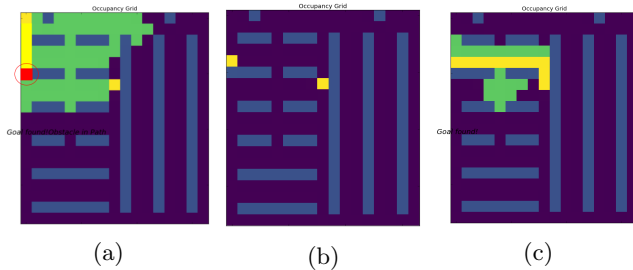 Occupancy Grid
Occupancy Grid
Occupancy Grid
Goal found!Obstacle in Path
Goal found!
(a)
(b)
(c)